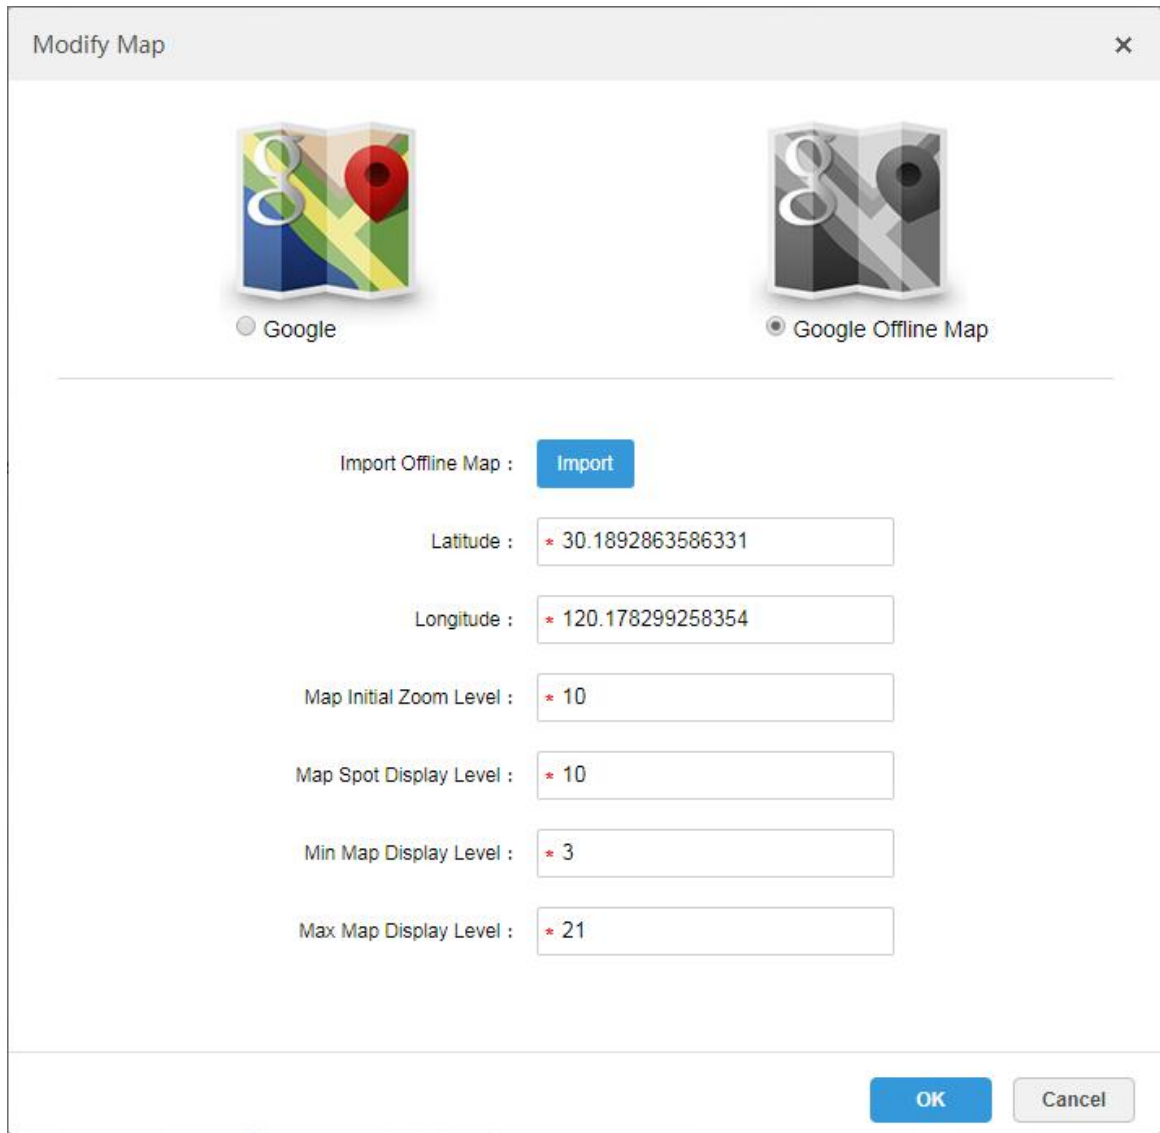 Modify Map ×
g g
Google Google Offline Map
Import Offline Map : Import
Latitude : * 30.1892863586331
Longitude : * 120.178299258354
Map Initial Zoom Level : * 10
Map Spot Display Level : * 10
Min Map Display Level : * 3
Max Map Display Level : * 21
OK Cancel